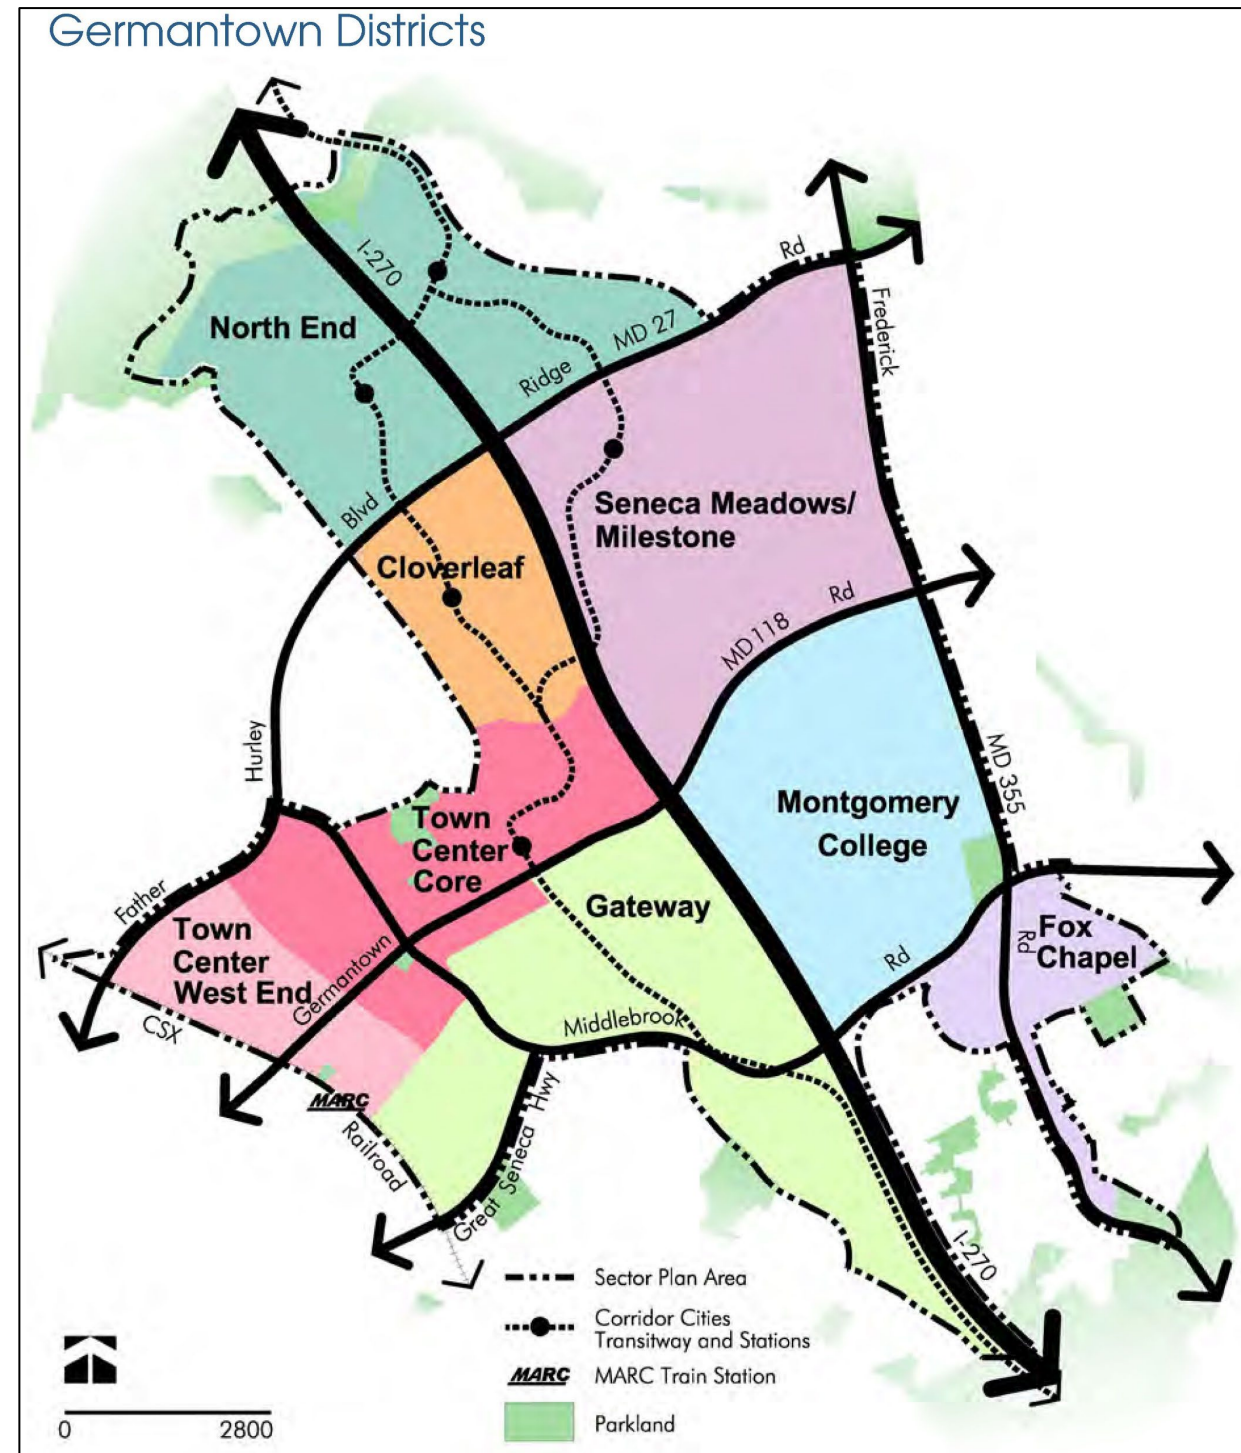 Germantown Districts
I-270
North End
Rd
MD 27
Ridge
Frederick
Blvd
Seneca Meadows/
Milestone
Cloverleaf
Rd
MD 118
Hurley
MD 355
Town
Center
Core
Montgomery
College
Father
Gateway
Town
Center
West End
Germantown
Rd
Rd
Fox
Chapel
CSX
Middlebrook
MARC
Railroad
Great Seneca Hwy
I-270
Sector Plan Area
Corridor Cities
Transitway and Stations
MARC
MARC Train Station
Parkland
0
2800